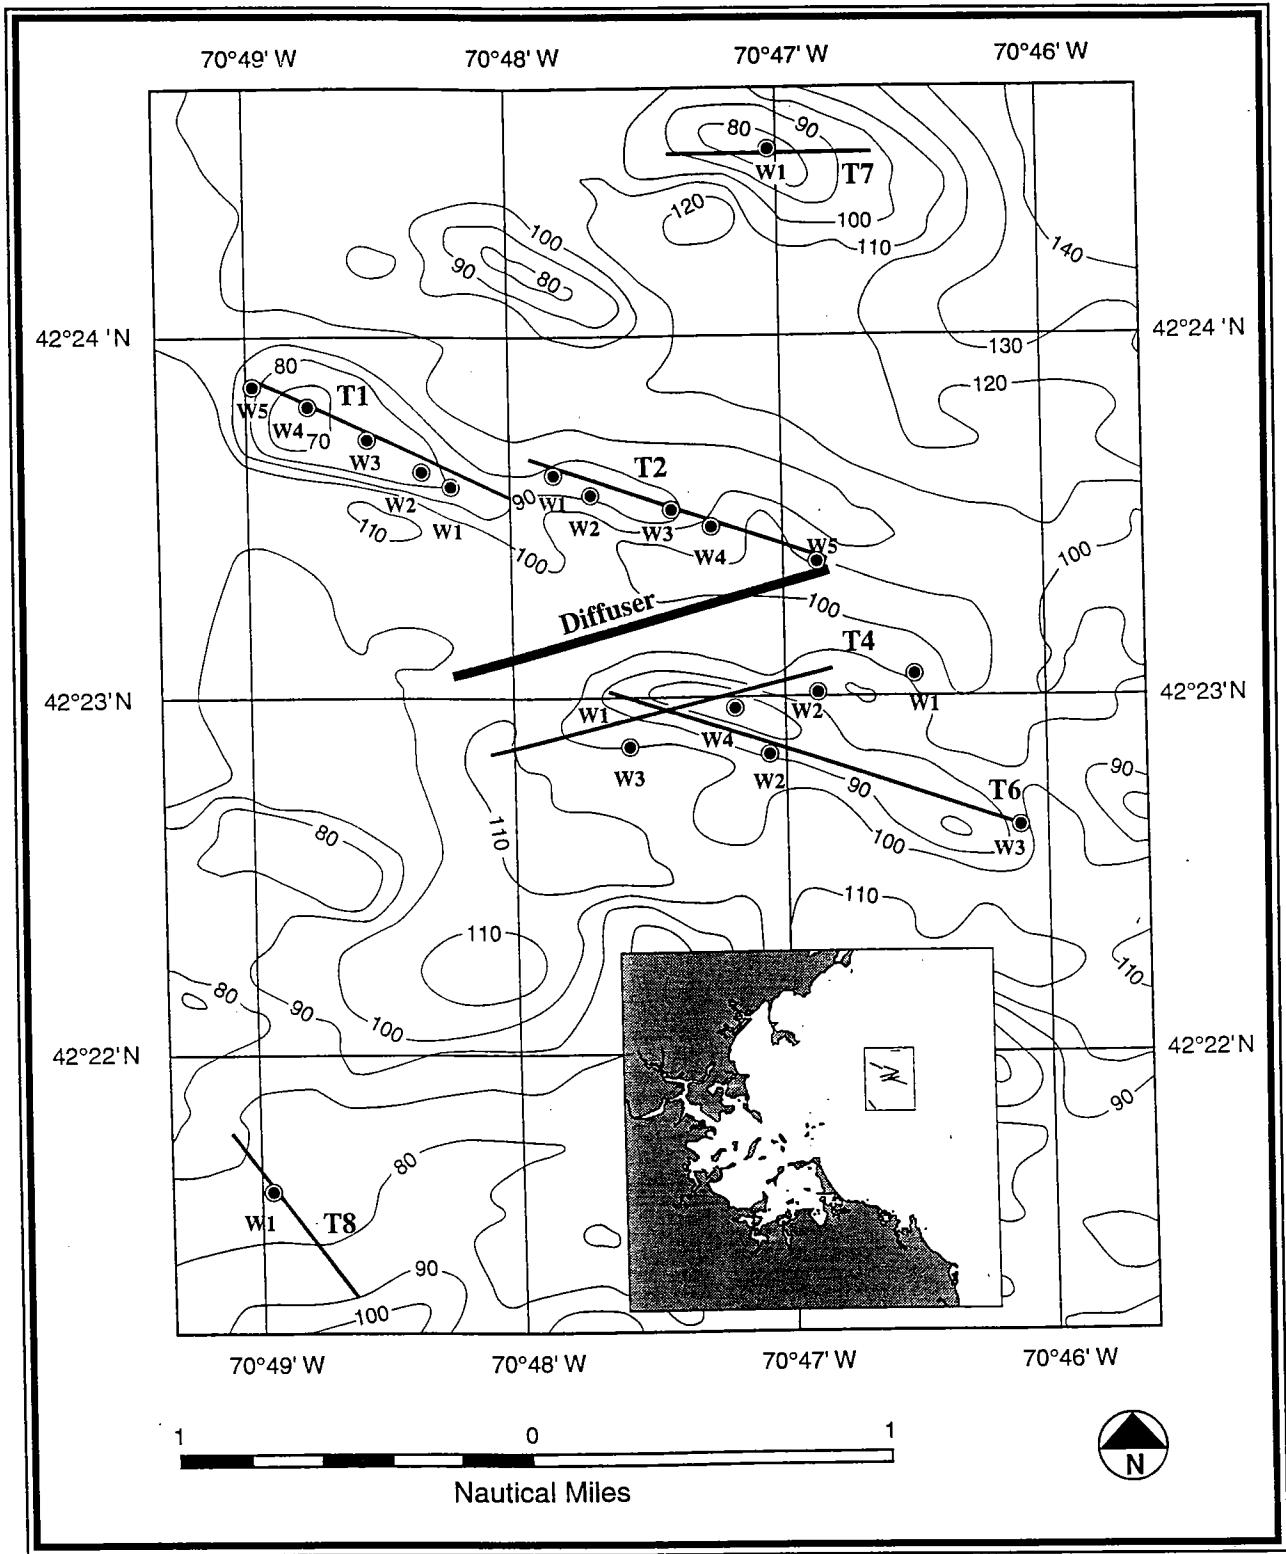 70°49' W 70°48' W 70°47' W 70°46' W
80 90
W1 T7
120
100
100 110
140
90 80
42°24 'N 42°24 'N
130
80
120
T1
W5
W4 70
W3 T2
90 W1
W2 W2 W3
110 W1 W4 W5
100 100
Diffuser 100
T4
42°23'N 42°23'N
W1 W2 W1
W4
W3 W2
90 90
T6
80 110 100 W3
110
110
110
80
90
100
42°22'N 42°22'N
90
80
W1 T8
90
100
70°49' W 70°48' W 70°47' W 70°46' W
1 0 1
Nautical Miles
N